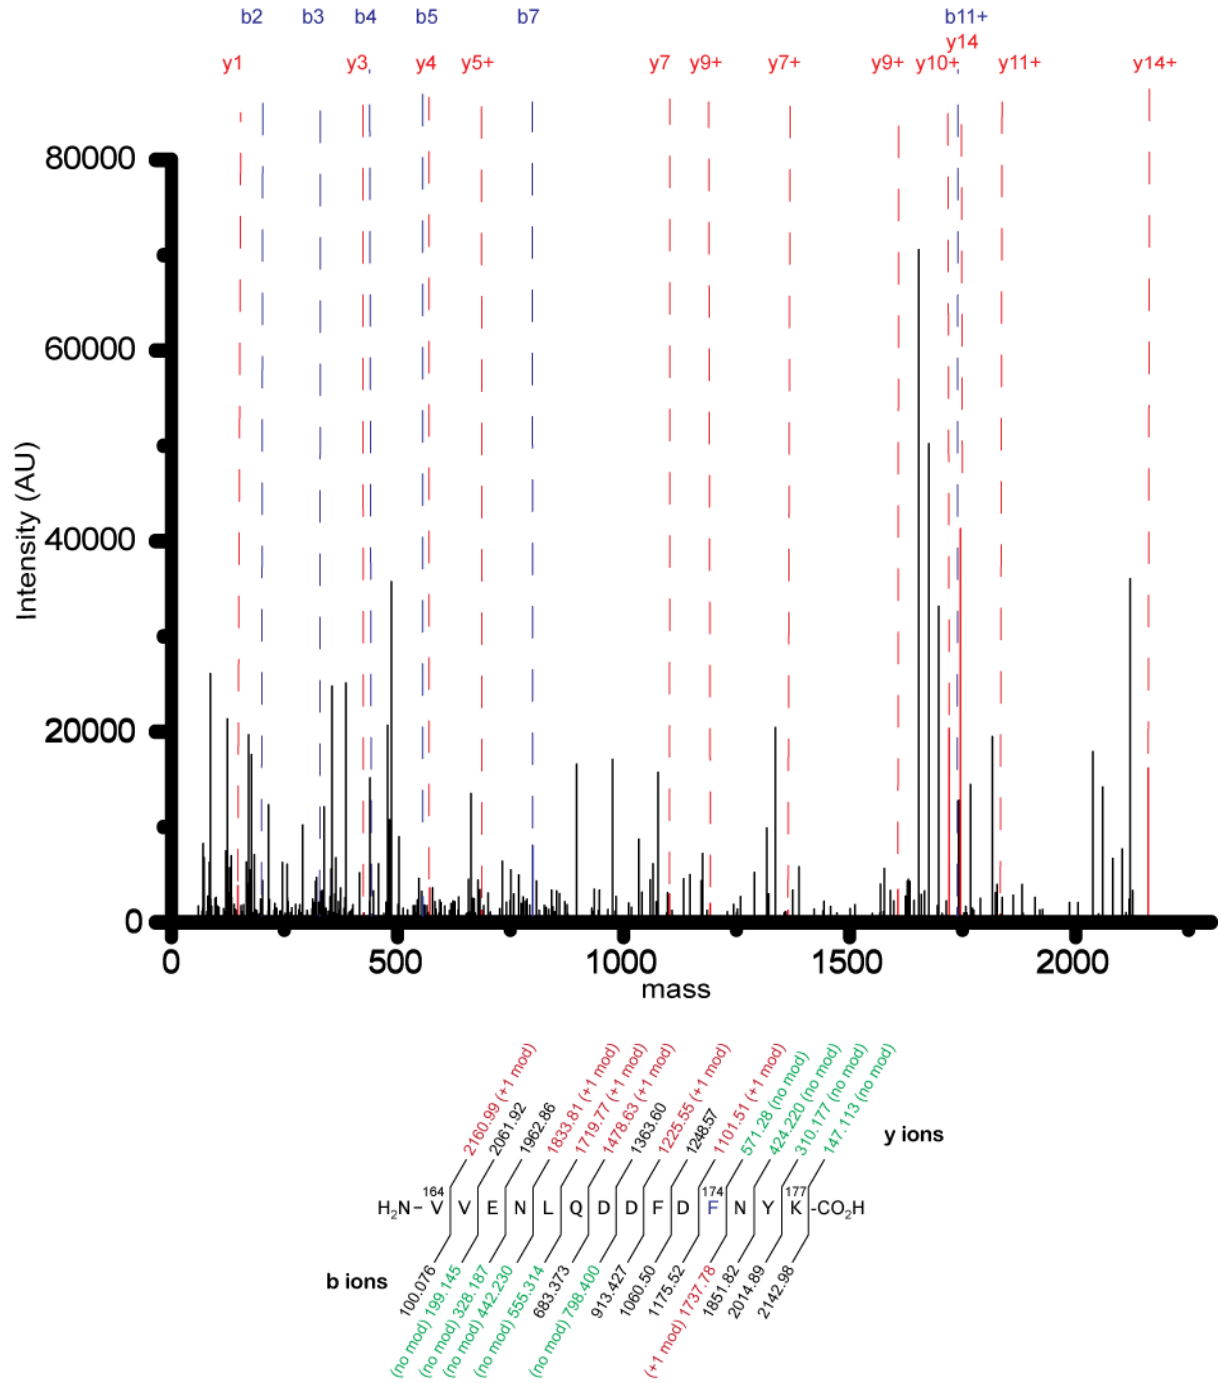 b2 b3 b4 b5 b7 b11+
y14
y1 y3 y4 y5+ y7 y9+ y7+ y9+ y10+ y11+ y14+
80000
60000
40000
20000
0
Intensity (AU)
0 500 1000 1500 2000
mass
2160.99 (+1 mod)
2061.92
1962.86
1833.81 (+1 mod)
1719.77 (+1 mod)
1478.63 (+1 mod)
1363.60
1225.55 (+1 mod)
1248.57
1101.51 (+1 mod)
571.28 (no mod)
424.220 (no mod)
310.177 (no mod)
147.113 (no mod)
y ions
164 174 177
H2N- V V E N L Q D D F D F N Y K -CO2H
b ions
100.076
(no mod) 199.145
(no mod) 328.187
(no mod) 442.230
(no mod) 555.314
683.373
(no mod) 798.400
913.427
1060.50
1175.52
(+1 mod) 1737.78
1851.82
2014.89
2142.98